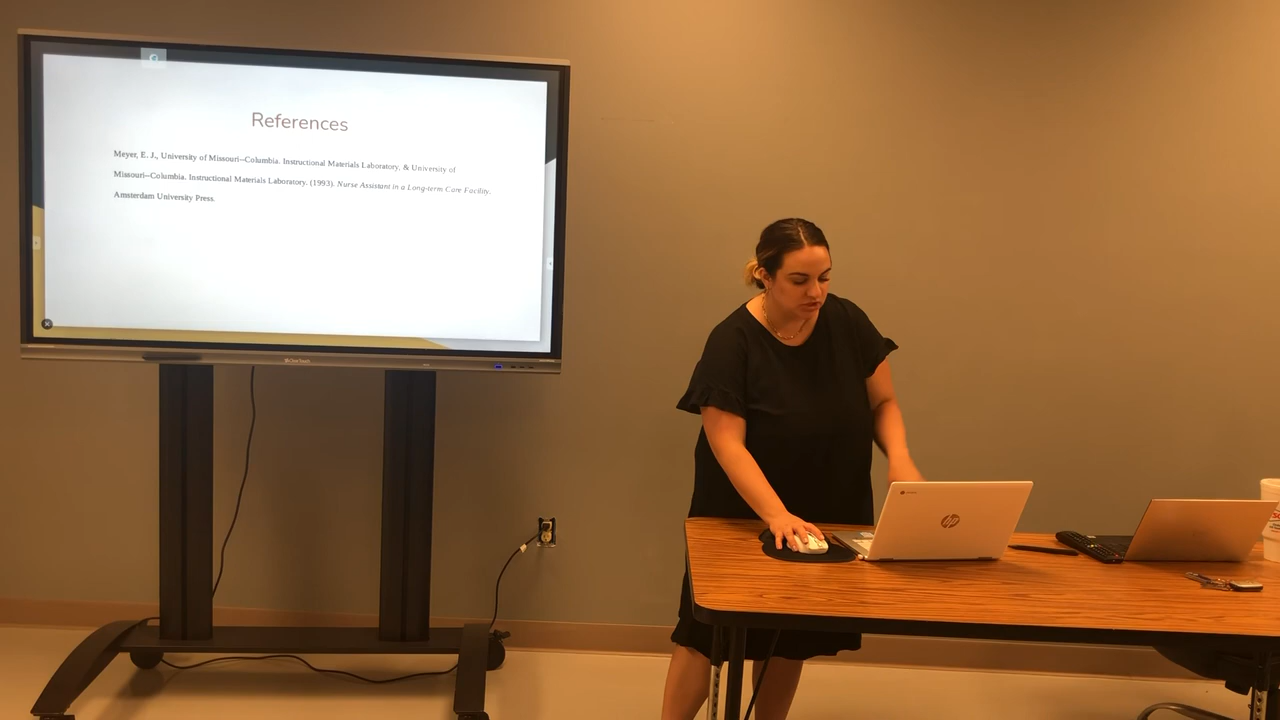 References
Meyer, E. J., University of Missouri--Columbia. Instructional Materials Laboratory, & University of
Missouri--Columbia. Instructional Materials Laboratory. (1993). Nurse Assistant in a Long-term Care Facility.
Amsterdam University Press.
hp